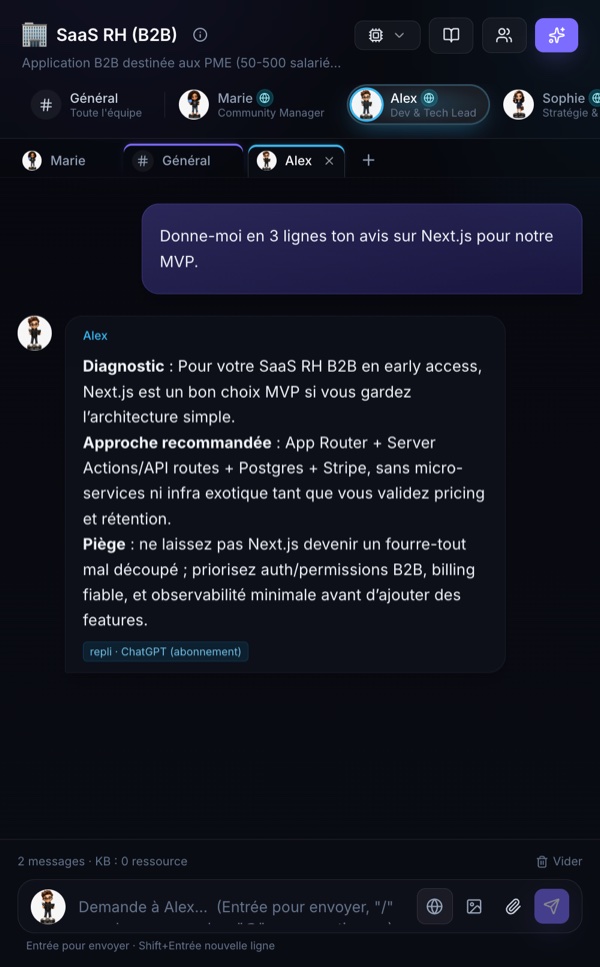 SaaS RH (B2B)
Application B2B destinée aux PME (50-500 salarié...
Général
Toute l'équipe
Marie
Community Manager
Alex
Dev & Tech Lead
Sophie
Stratégie &
Marie
# Général
Alex ×
+
Donne-moi en 3 lignes ton avis sur Next.js pour notre
MVP.
Alex
Diagnostic : Pour votre SaaS RH B2B en early access,
Next.js est un bon choix MVP si vous gardez
l'architecture simple.
Approche recommandée : App Router + Server
Actions/API routes + Postgres + Stripe, sans micro-
services ni infra exotique tant que vous validez pricing
et rétention.
Piège : ne laissez pas Next.js devenir un fourre-tout
mal découpé ; priorisez auth/permissions B2B, billing
fiable, et observabilité minimale avant d'ajouter des
features.
repli · ChatGPT (abonnement)
2 messages · KB : 0 ressource
Vider
Demande à Alex... (Entrée pour envoyer, "/"
Entrée pour envoyer · Shift+Entrée nouvelle ligne